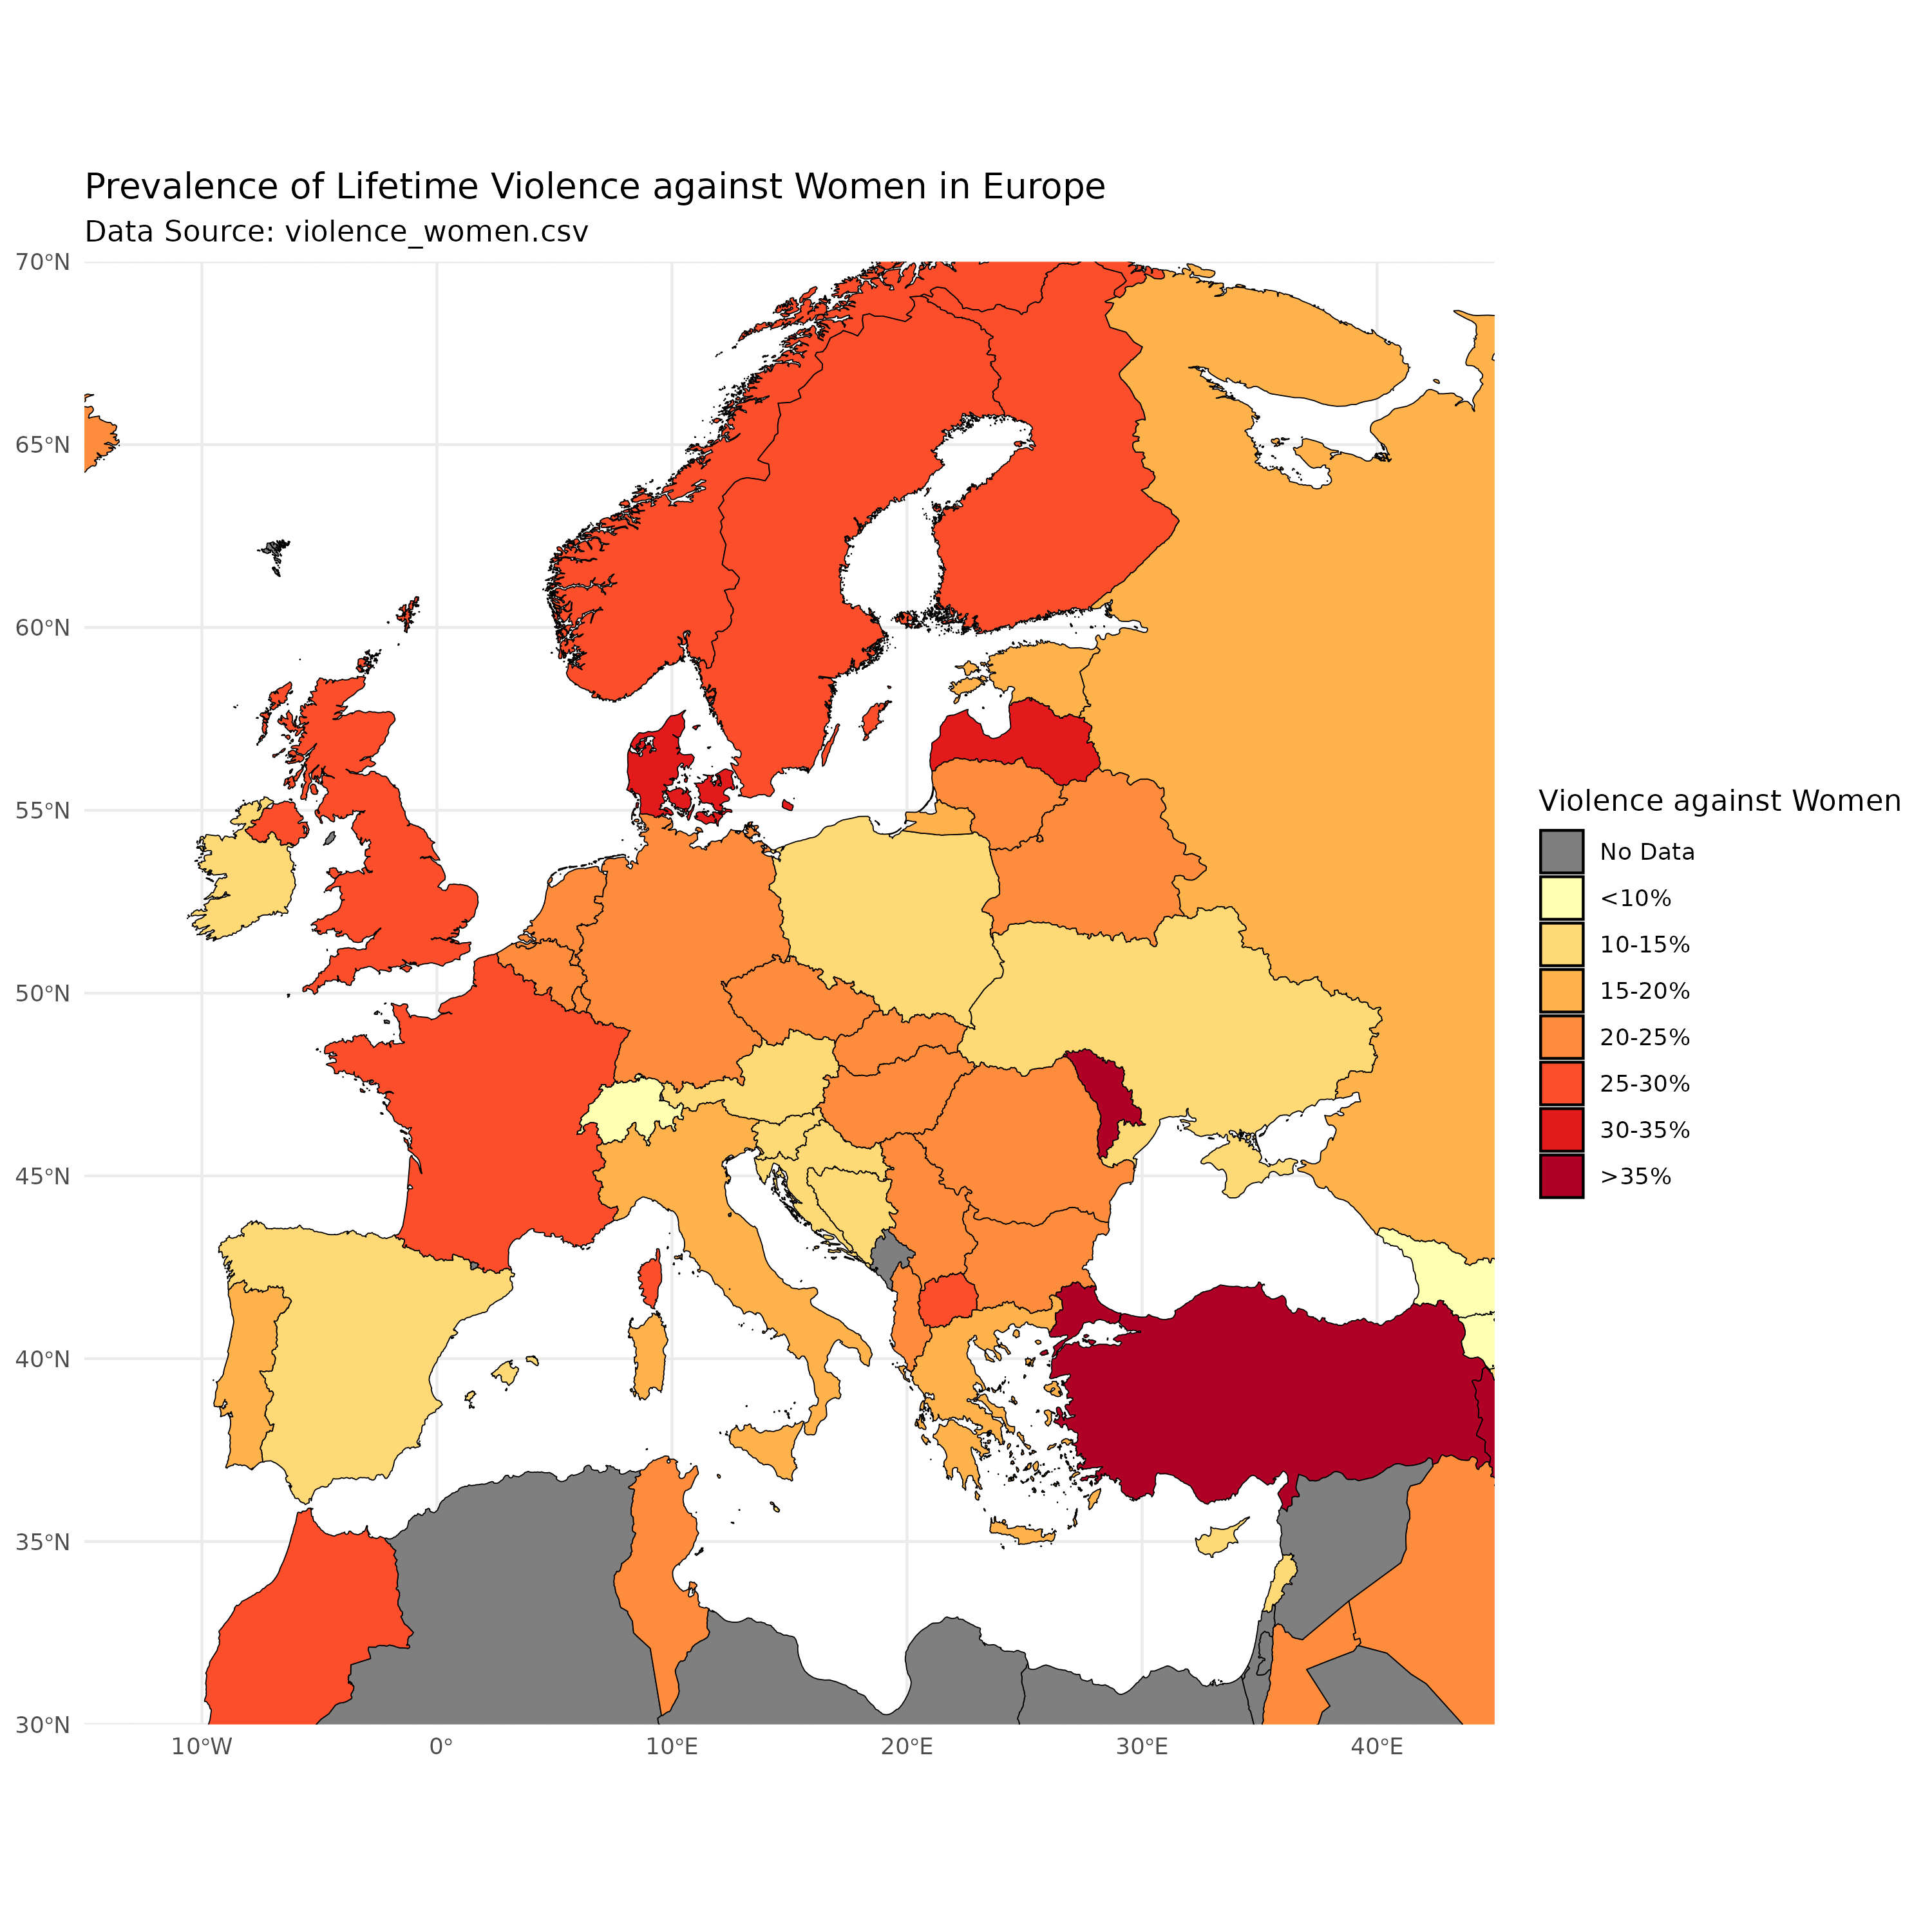 Prevalence of Lifetime Violence against Women in Europe
Data Source: violence_women.csv
70°N
65°N
60°N
55°N
50°N
45°N
40°N
35°N
30°N
10°W 0° 10°E 20°E 30°E 40°E
Violence against Women
No Data
<10%
10-15%
15-20%
20-25%
25-30%
30-35%
>35%